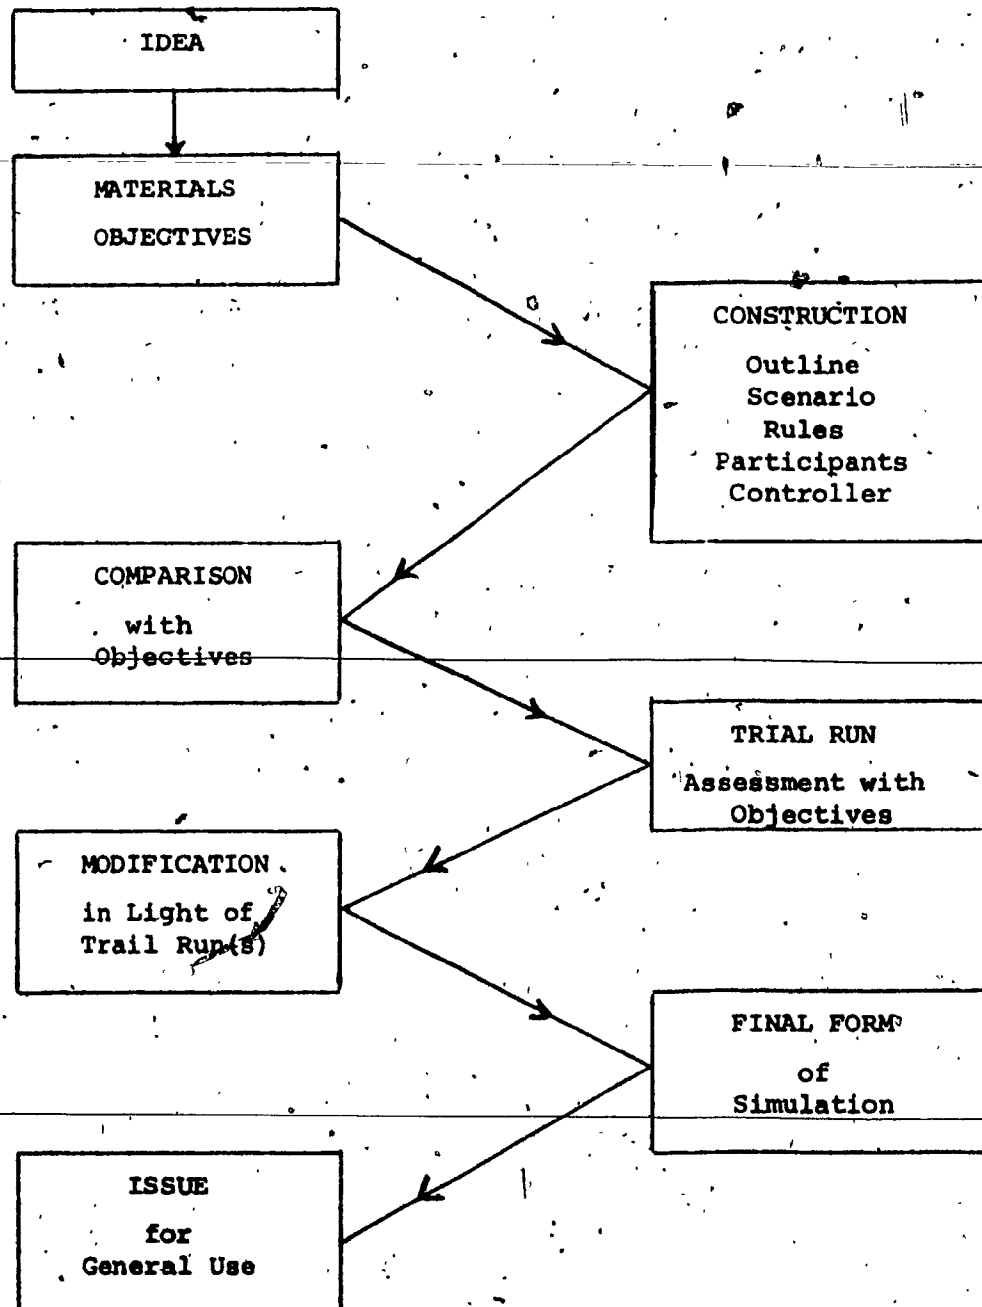 IDEA
MATERIALS
OBJECTIVES
CONSTRUCTION
Outline
Scenario
Rules
Participants
Controller
COMPARISON
with
Objectives
TRIAL RUN
Assessment with
Objectives
MODIFICATION
in Light of
Trail Run(s)
FINAL FORM
of
Simulation
ISSUE
for
General Use